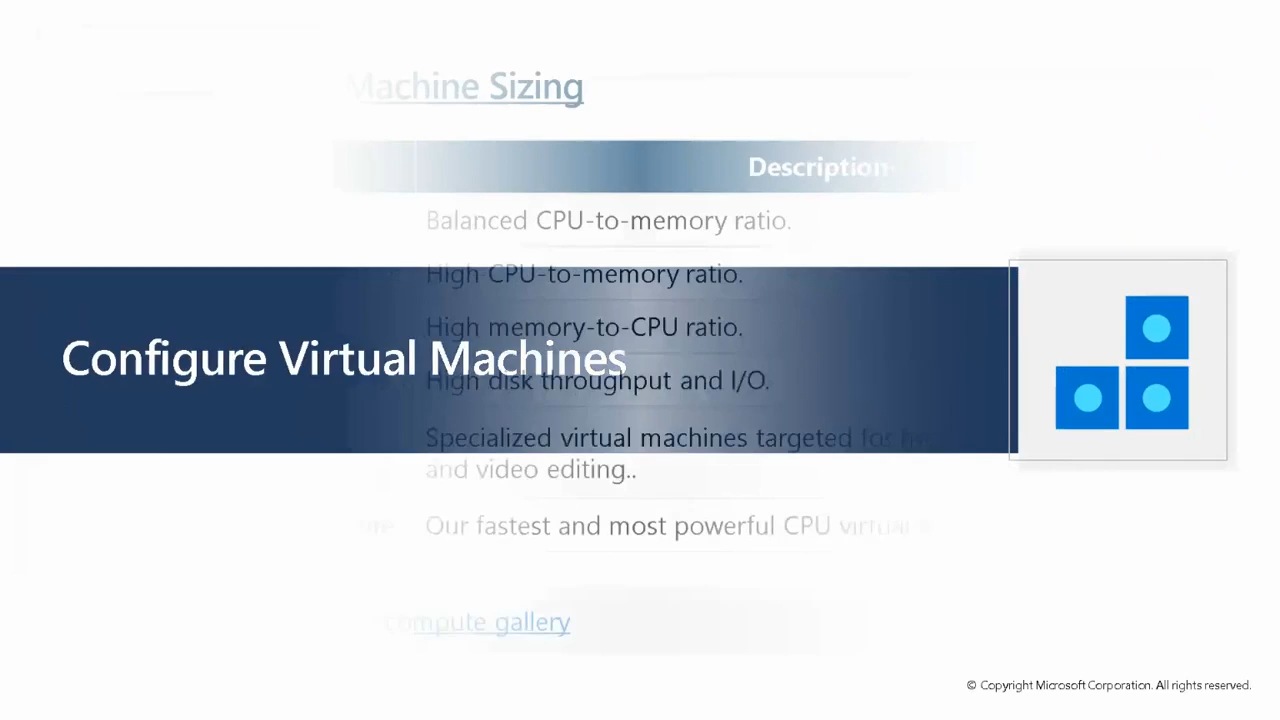 Machine Sizing
Description
Balanced CPU-to-memory ratio.
High CPU-to-memory ratio.
High memory-to-CPU ratio.
Configure Virtual Machines
High disk throughput and I/O.
Specialized virtual machines targeted for
and video editing..
Our fastest and most powerful CPU virtual
compute gallery
© Copyright Microsoft Corporation. All rights reserved.